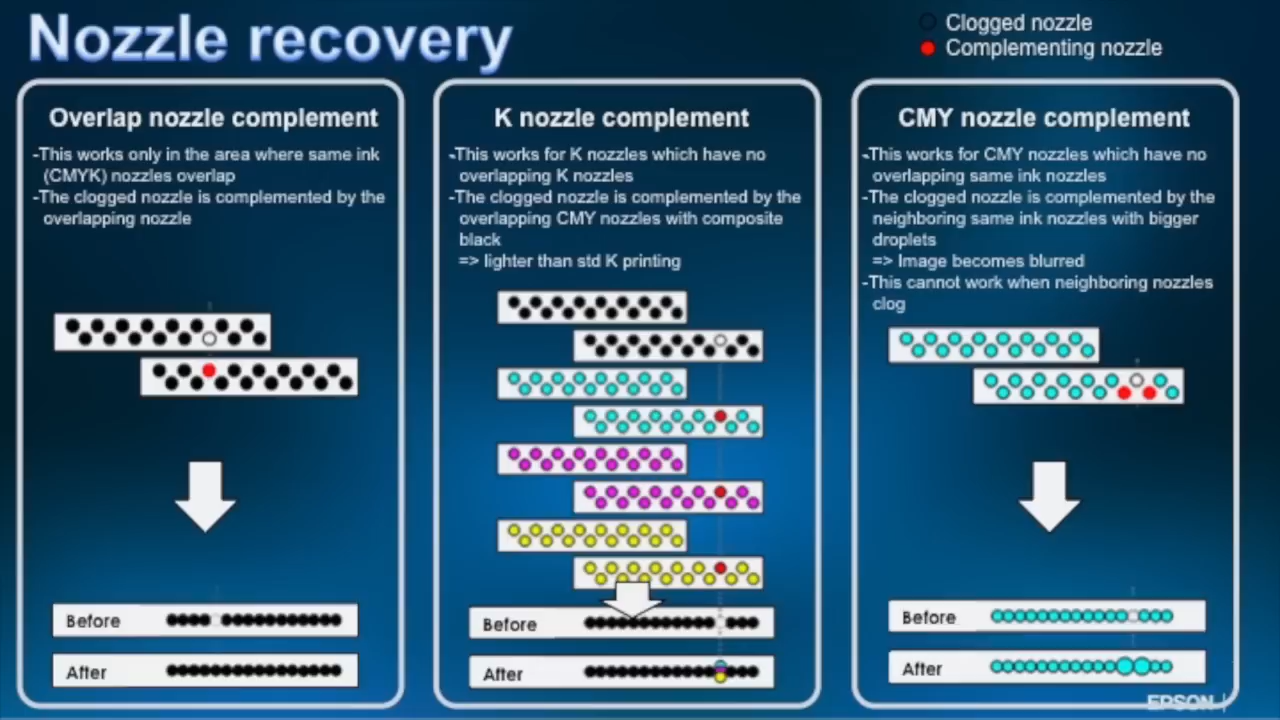 Nozzle recovery
Clogged nozzle
Complementing nozzle
Overlap nozzle complement
-This works only in the area where same ink
(CMYK) nozzles overlap
-The clogged nozzle is complemented by the
overlapping nozzle
Before
After
K nozzle complement
-This works for K nozzles which have no
overlapping K nozzles
-The clogged nozzle is complemented by the
overlapping CMY nozzles with composite
black
=> lighter than std K printing
Before
After
CMY nozzle complement
-This works for CMY nozzles which have no
overlapping same ink nozzles
-The clogged nozzle is complemented by the
neighboring same ink nozzles with bigger
droplets
=> Image becomes blurred
-This cannot work when neighboring nozzles
clog
Before
After
EPSON